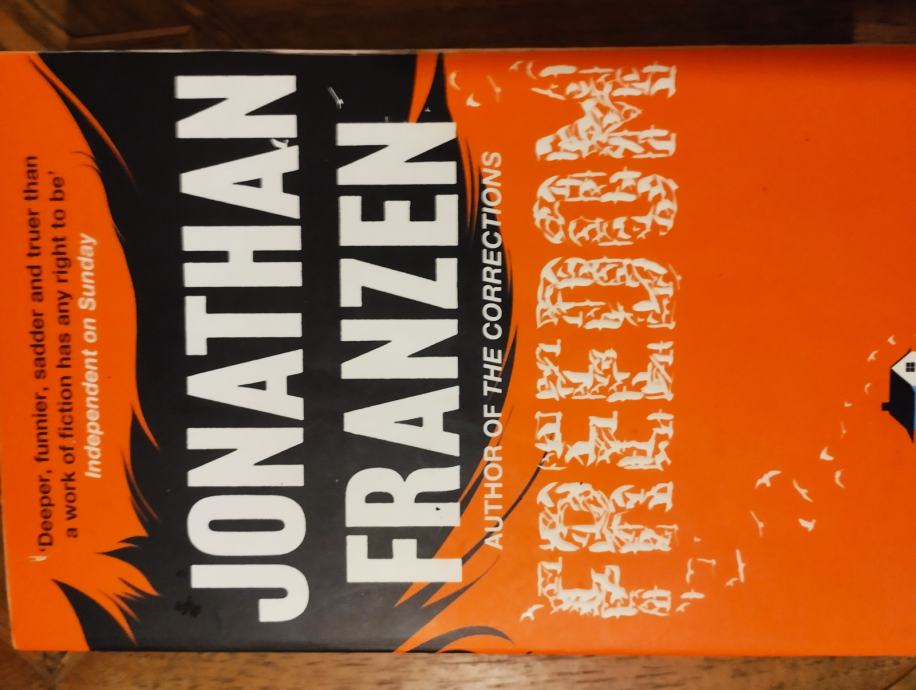 'Deeper, funnier, sadder and truer than
a work of fiction has any right to be'
Independent on Sunday
JONATHAN
FRANZEN
AUTHOR OF THE CORRECTIONS
FREEDOM